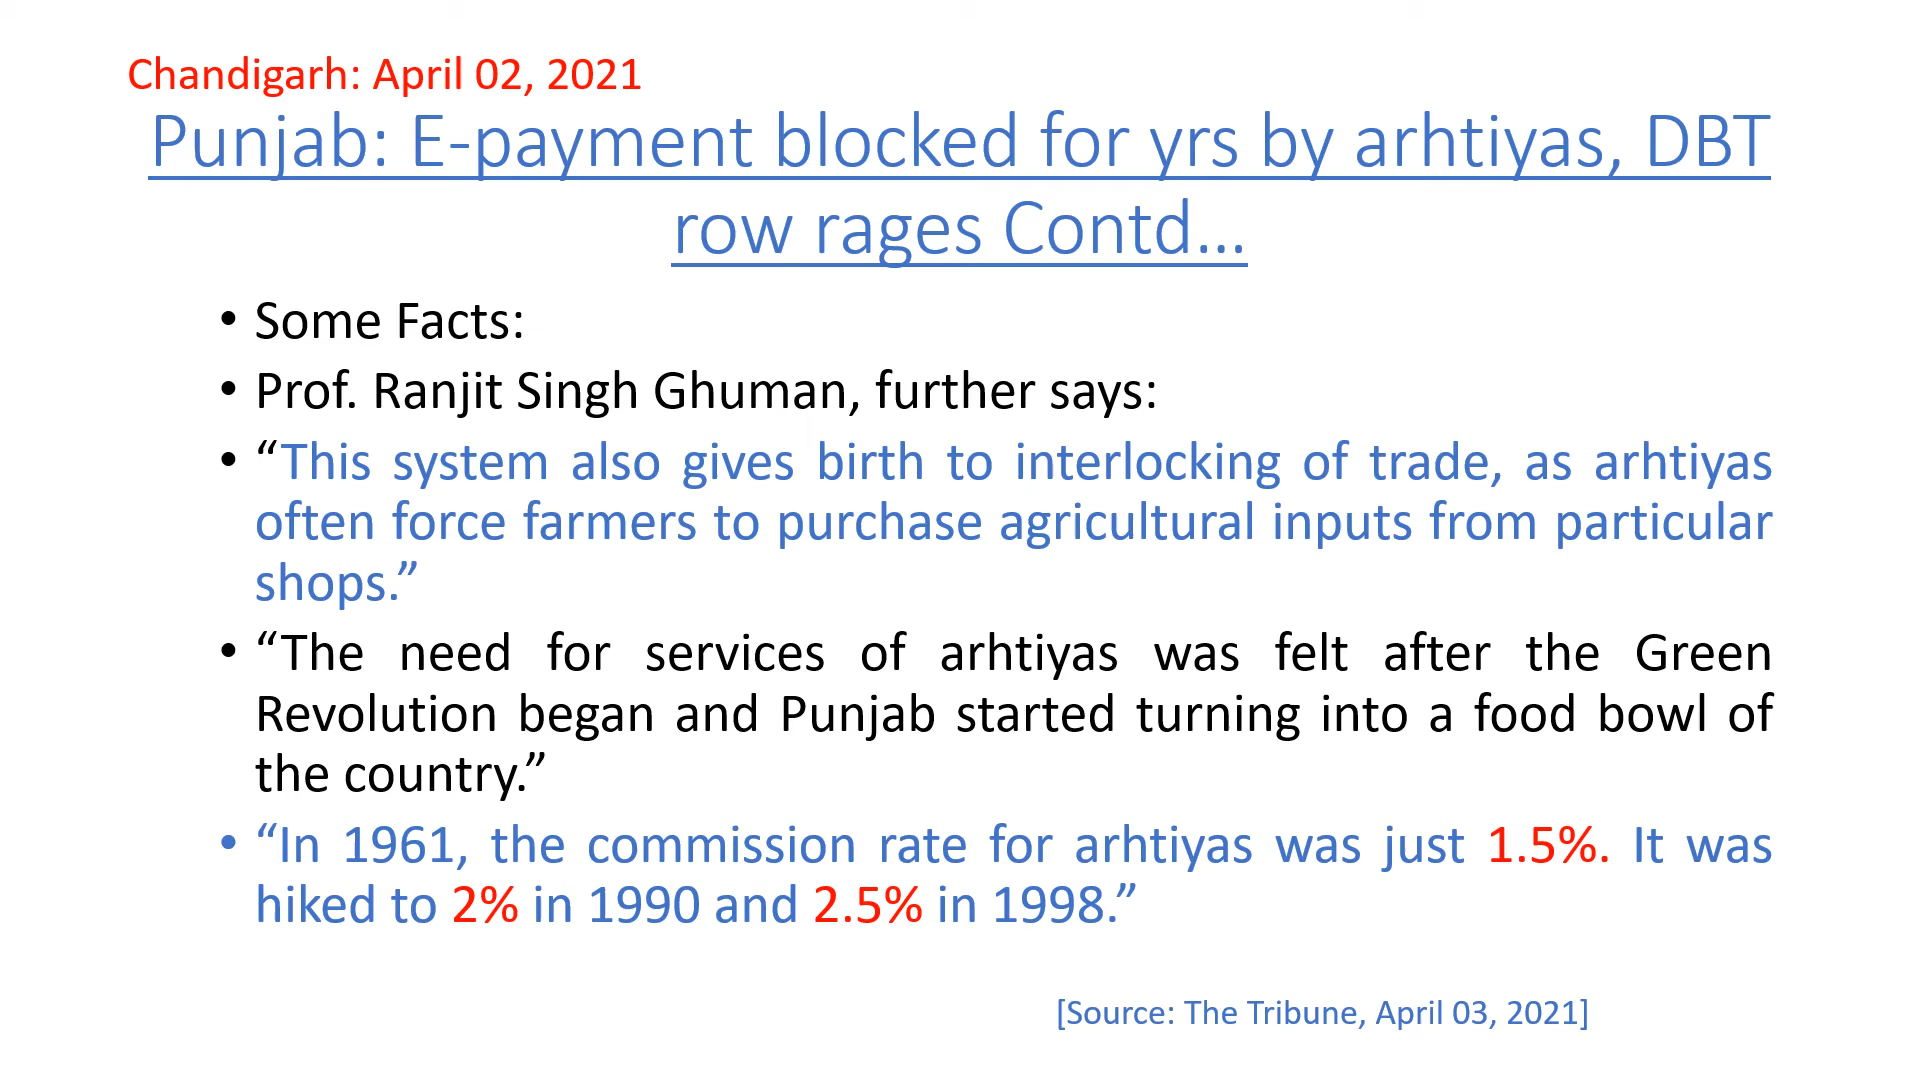 Chandigarh: April 02, 2021
Punjab: E-payment blocked for yrs by arhtiyas, DBT
row rages Contd...
• Some Facts:
• Prof. Ranjit Singh Ghuman, further says:
• “This system also gives birth to interlocking of trade, as arhtiyas
often force farmers to purchase agricultural inputs from particular
shops.”
• “The need for services of arhtiyas was felt after the Green
Revolution began and Punjab started turning into a food bowl of
the country.”
• “In 1961, the commission rate for arhtiyas was just 1.5%. It was
hiked to 2% in 1990 and 2.5% in 1998.”
[Source: The Tribune, April 03, 2021]